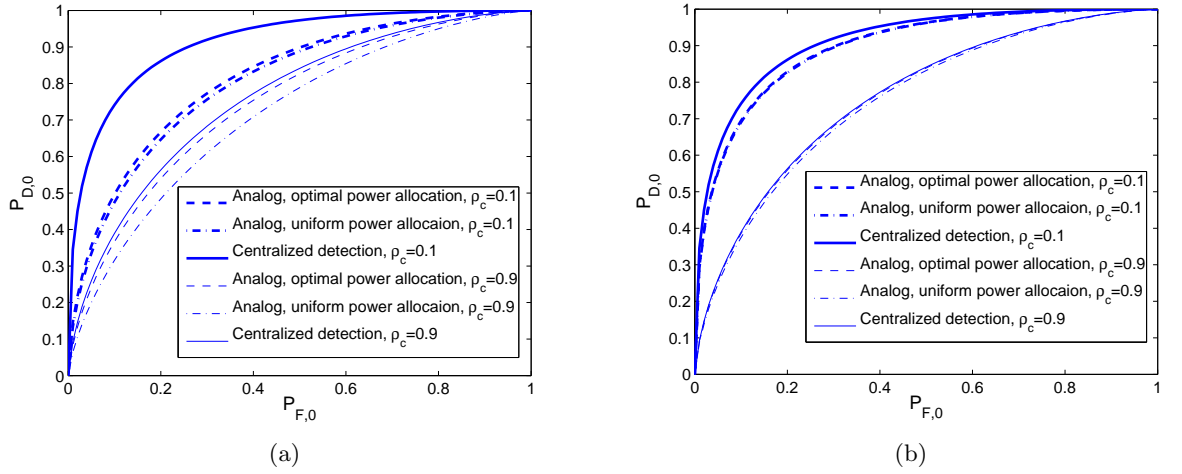 1
0.9
0.8
0.7
0.6
0.5
0.4
0.3
0.2
0.1
0
P_D,0
Analog, optimal power allocation, ρ_c=0.1
Analog, uniform power allocaion, ρ_c=0.1
Centralized detection, ρ_c=0.1
Analog, optimal power allocation, ρ_c=0.9
Analog, uniform power allocaion, ρ_c=0.9
Centralized detection, ρ_c=0.9
0 0.2 0.4 0.6 0.8 1
P_F,0
(a)
1
0.9
0.8
0.7
0.6
0.5
0.4
0.3
0.2
0.1
0
P_D,0
Analog, optimal power allocation, ρ_c=0.1
Analog, uniform power allocaion, ρ_c=0.1
Centralized detection, ρ_c=0.1
Analog, optimal power allocation, ρ_c=0.9
Analog, uniform power allocaion, ρ_c=0.9
Centralized detection, ρ_c=0.9
0 0.2 0.4 0.6 0.8 1
P_F,0
(b)